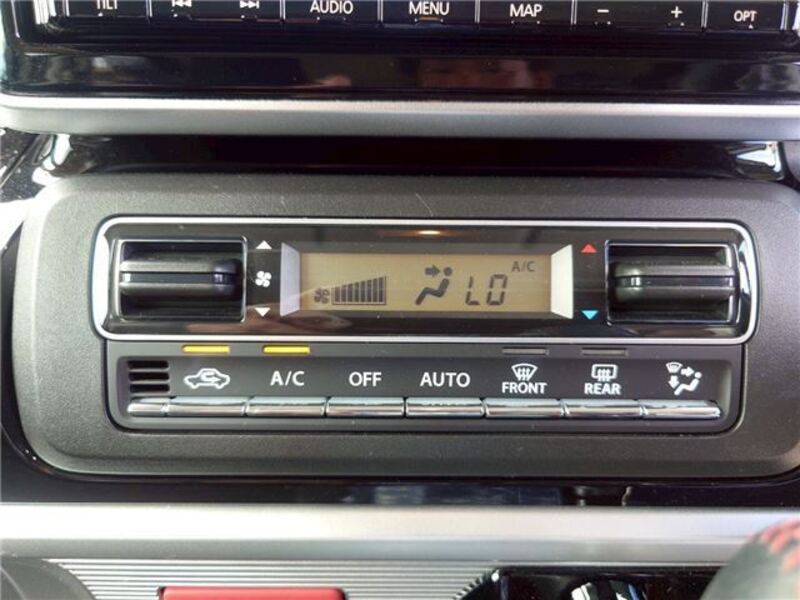 TILT AUDIO MENU MAP − + OPT
A/C
LO
A/C OFF AUTO FRONT REAR